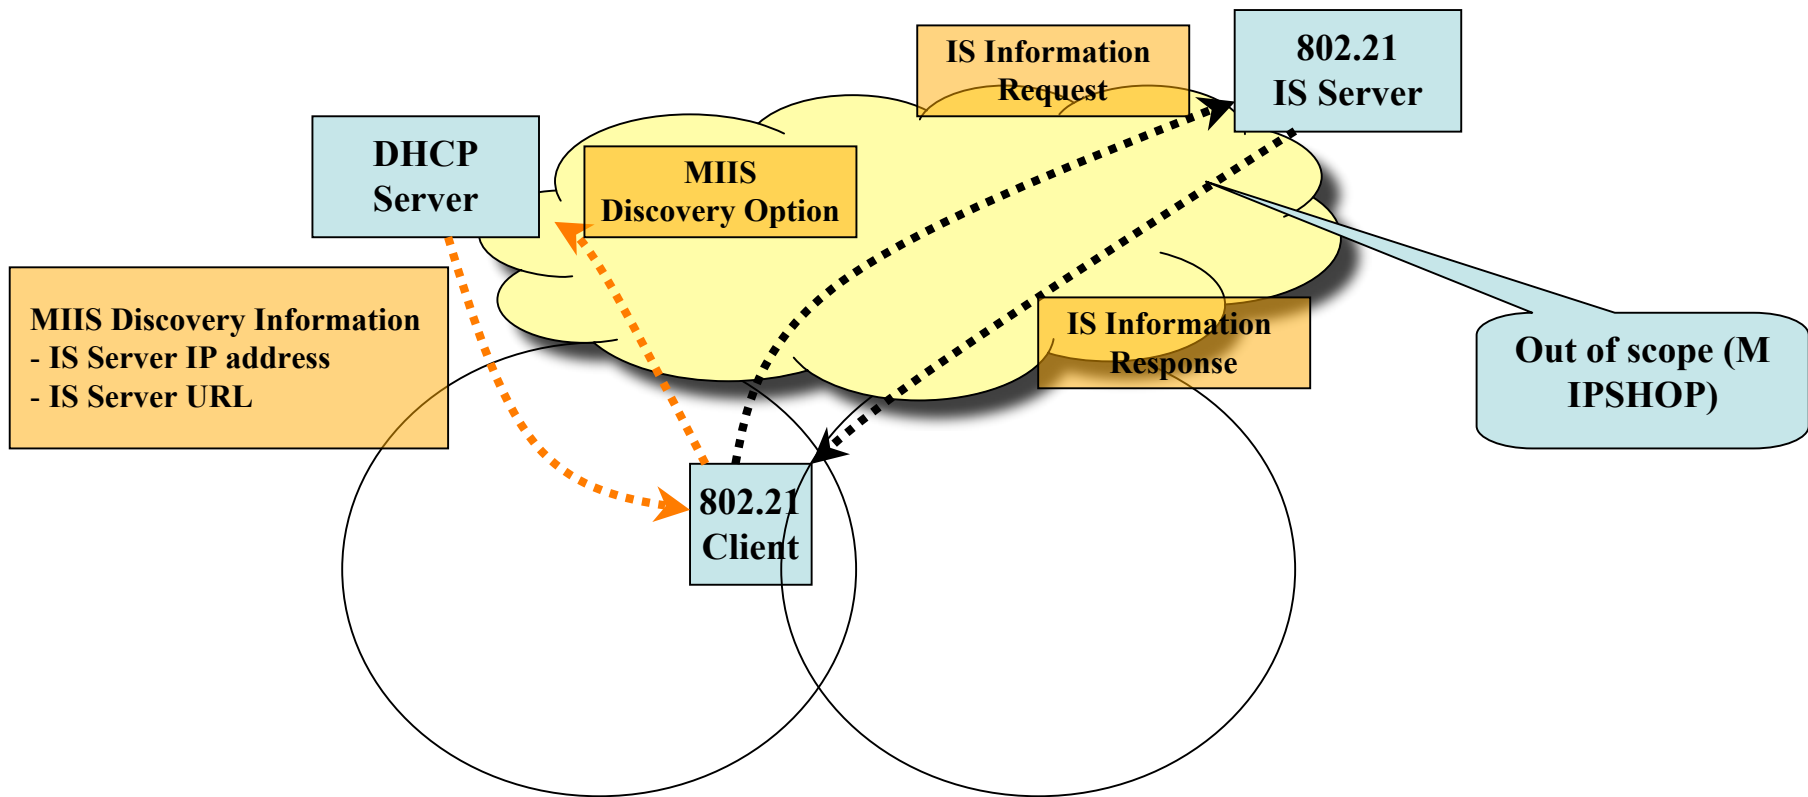 IS Information
Request
802.21
IS Server
DHCP
Server
MIIS
Discovery Option
MIIS Discovery Information
- IS Server IP address
- IS Server URL
IS Information
Response
Out of scope (M
IPSHOP)
802.21
Client